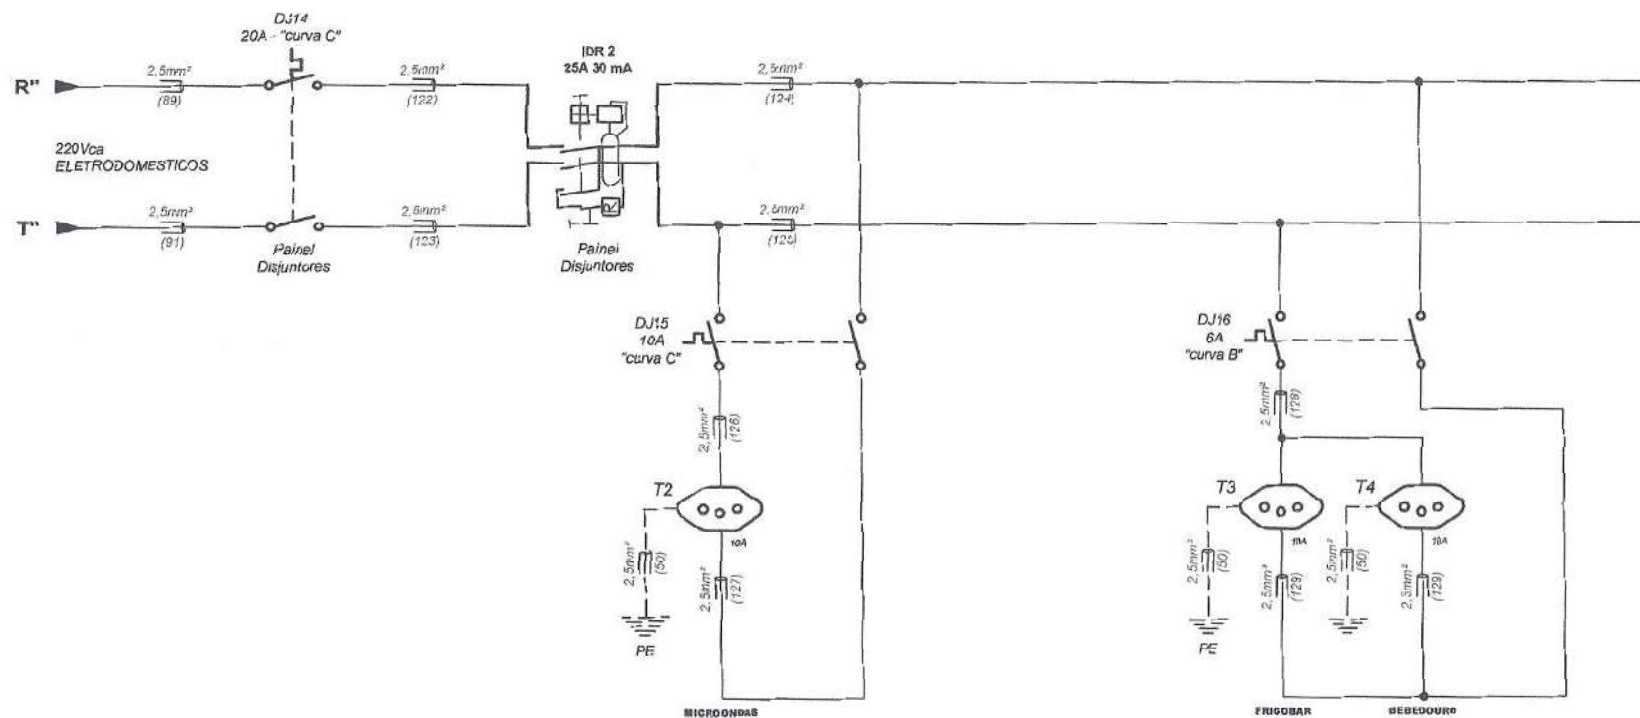 DJ14
20A - "curva C"
IDR 2
25A 30 mA
R"
2,5mm²
(89)
2,5mm²
(122)
2,5mm²
(124)
220Vca
ELETRODOMESTICOS
T"
2,5mm²
(91)
2,5mm²
(123)
2,5mm²
(125)
Painel
Disjuntores
Painel
Disjuntores
DJ15
10A
"curva C"
DJ16
6A
"curva B"
2,5mm²
(126)
2,5mm²
(128)
T2
10A
T3
10A
T4
10A
2,5mm²
(50)
2,5mm²
(127)
2,5mm²
(50)
2,5mm²
(129)
2,5mm²
(50)
2,5mm²
(129)
PE
PE
MICROONDAS
FRIGOBAR
BEBEDOURO